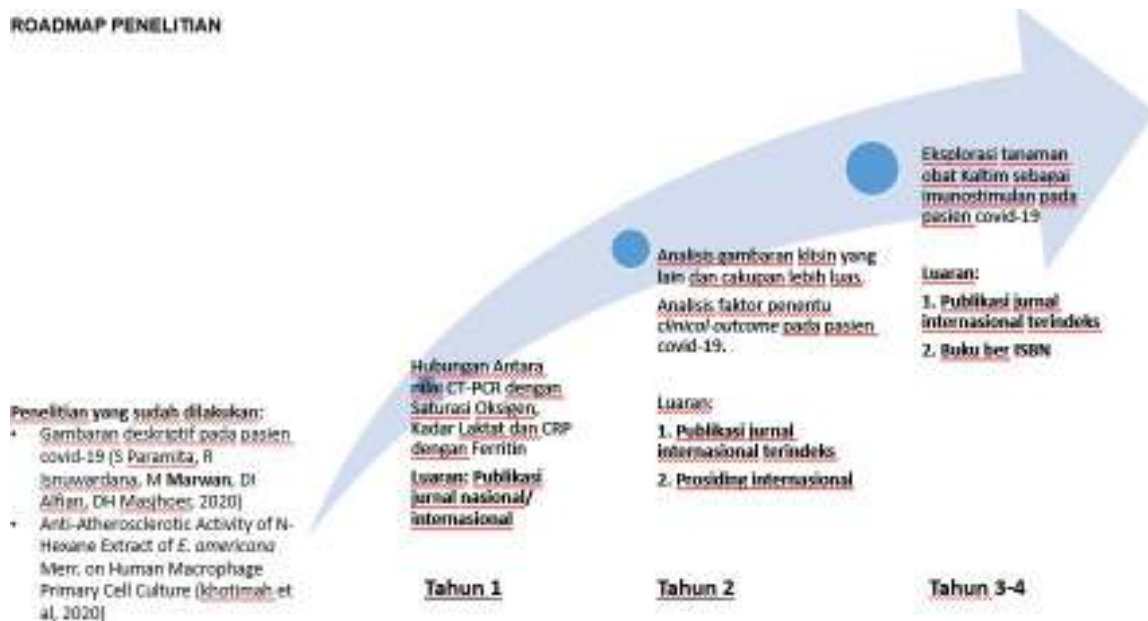 ROADMAP PENELITIAN
Penelitian yang sudah dilakukan:
• Gambaran deskriptif pada pasien
covid-19 (S Paramita, R
Isnuwardana, M Marwan, DI
Alfian, DH Masjhoer, 2020)
• Anti-Atherosclerotic Activity of N-
Hexane Extract of E. americana
Merr. on Human Macrophage
Primary Cell Culture (khotimah et
al, 2020)
Hubungan Antara
nilai CT-PCR dengan
Saturasi Oksigen,
Kadar Laktat dan CRP
dengan Ferritin
Luaran: Publikasi
jurnal nasional/
internasional
Tahun 1
Analisis gambaran klisin yang
lain dan cakupan lebih luas.
Analisis faktor penentu
clinical outcome pada pasien
covid-19.
Luaran:
1. Publikasi jurnal
internasional terindeks
2. Prosiding internasional
Tahun 2
Eksplorasi tanaman
obat Kaltim sebagai
imunostimulan pada
pasien covid-19
Luaran:
1. Publikasi jurnal
internasional terindeks
2. Buku ber ISBN
Tahun 3-4